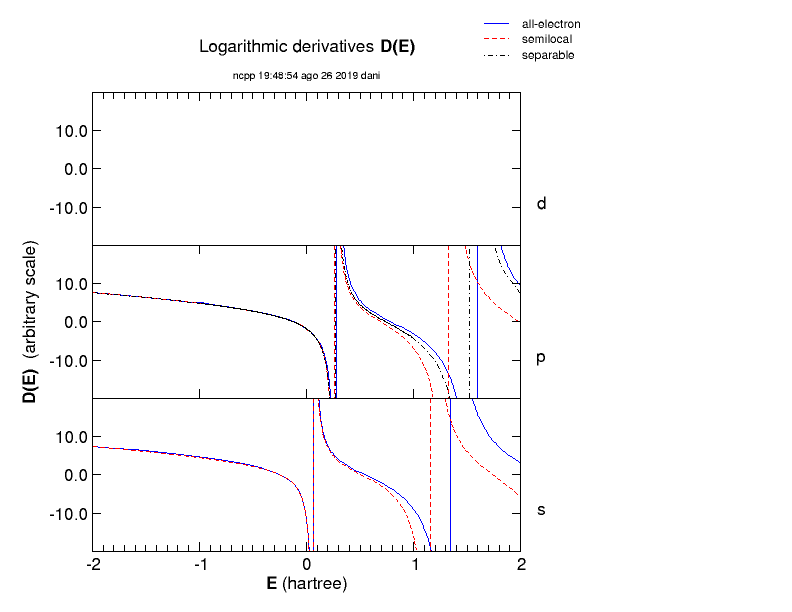 all-electron
semilocal
separable
Logarithmic derivatives D(E)
ncpp 19:48:54 ago 26 2019 dani
10.0
0.0
-10.0
d
10.0
0.0
-10.0
p
10.0
0.0
-10.0
s
D(E) (arbitrary scale)
-2 -1 0 1 2
E (hartree)